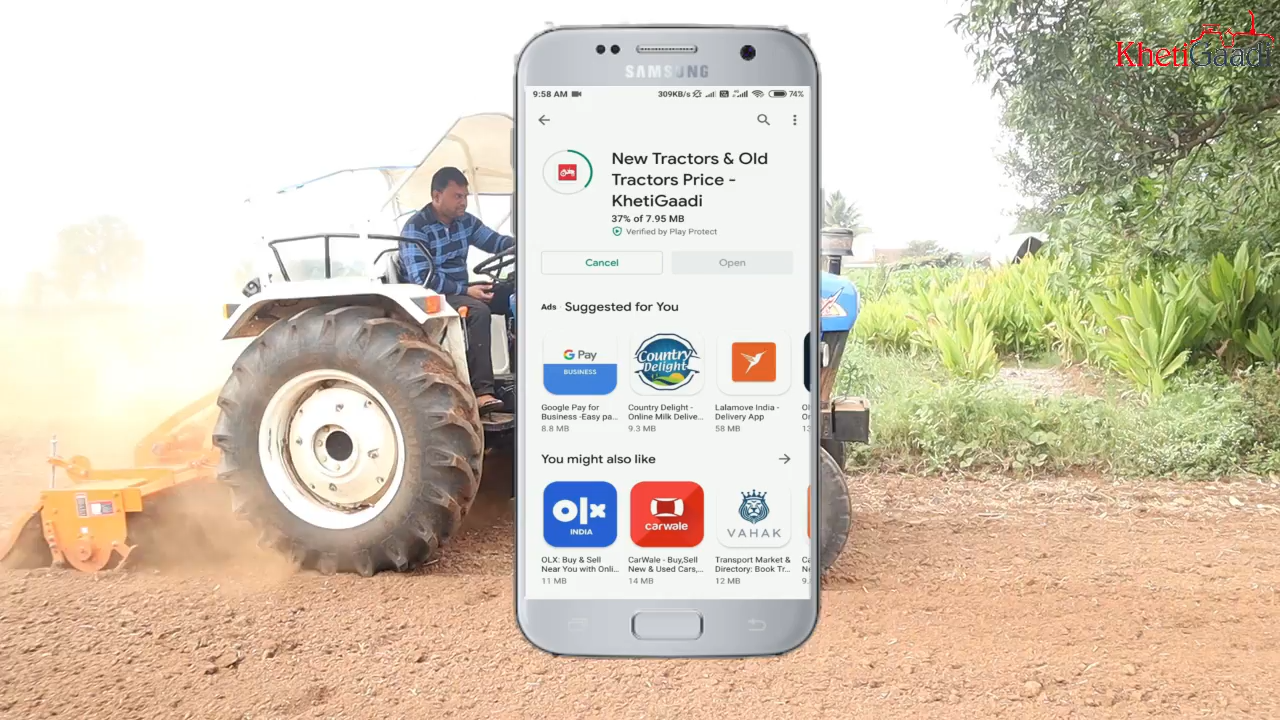 KhetiGaadi
SAMSUNG
9:58 AM 309KB/s 74%
New Tractors & Old
Tractors Price -
KhetiGaadi
37% of 7.95 MB
Verified by Play Protect
Cancel Open
Ads · Suggested for You
G Pay
BUSINESS
Country
Delight
Google Pay for
Business -Easy pa...
8.8 MB
Country Delight -
Online Milk Delive...
9.3 MB
Lalamove India -
Delivery App
58 MB
You might also like
olx
INDIA
carwale
VAHAK
OLX: Buy & Sell
Near You with Onli...
11 MB
CarWale - Buy,Sell
New & Used Cars,...
14 MB
Transport Market &
Directory: Book Tr...
12 MB